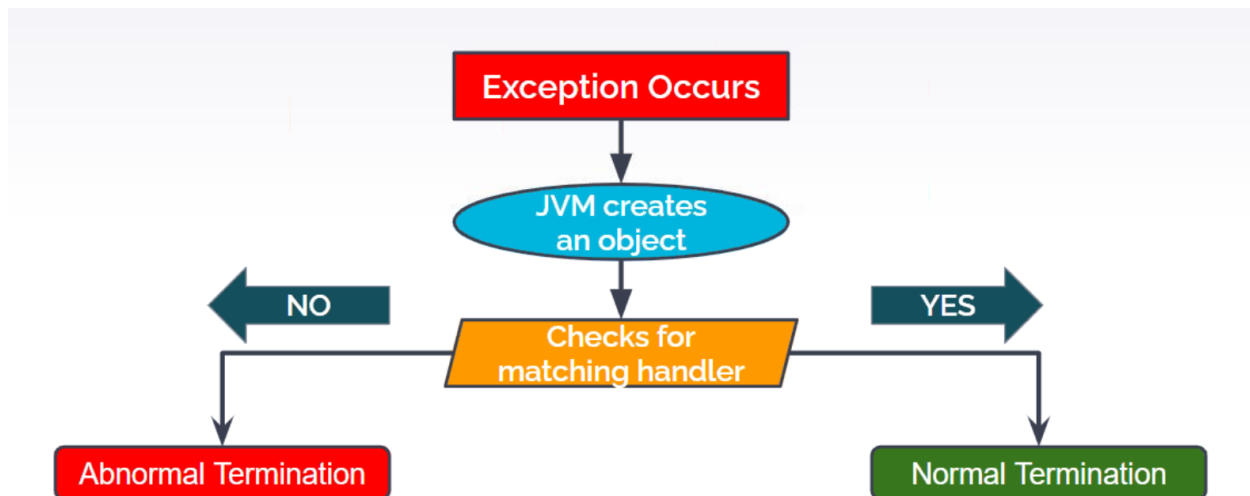 Exception Occurs
JVM creates
an object
NO
YES
Checks for
matching handler
Abnormal Termination
Normal Termination